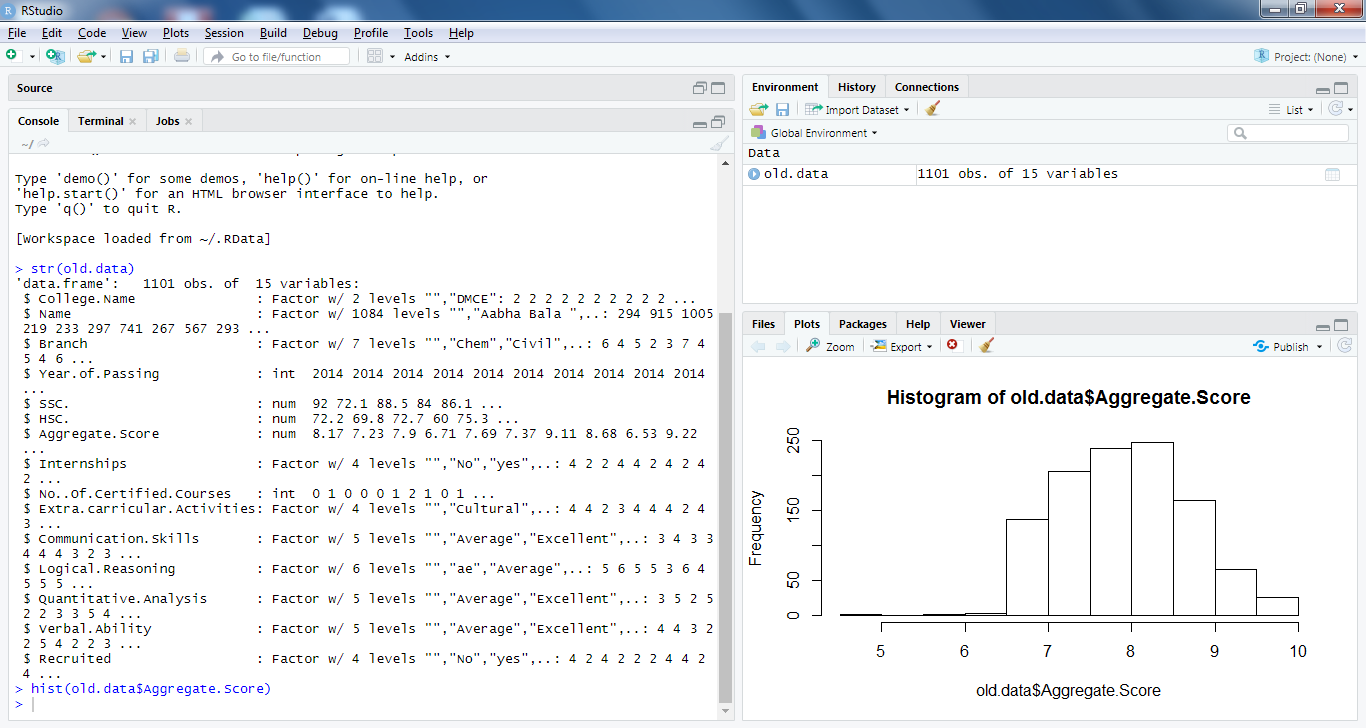 RStudio
File Edit Code View Plots Session Build Debug Profile Tools Help
Go to file/function Addins Project: (None)
Source
Console Terminal Jobs
~/
Type 'demo()' for some demos, 'help()' for on-line help, or
'help.start()' for an HTML browser interface to help.
Type 'q()' to quit R.
[Workspace loaded from ~/.RData]
> str(old.data)
'data.frame': 1101 obs. of 15 variables:
$ College.Name : Factor w/ 2 levels "","DMCE": 2 2 2 2 2 2 2 2 2 2 ...
$ Name : Factor w/ 1084 levels "","Aabha Bala ",..: 294 915 1005
219 233 297 741 267 567 293 ...
$ Branch : Factor w/ 7 levels "","Chem","Civil",..: 6 4 5 2 3 7 4
5 4 6 ...
$ Year.of.Passing : int 2014 2014 2014 2014 2014 2014 2014 2014 2014 2014
...
$ SSC. : num 92 72.1 88.5 84 86.1 ...
$ HSC. : num 72.2 69.8 72.7 60 75.3 ...
$ Aggregate.Score : num 8.17 7.23 7.9 6.71 7.69 7.37 9.11 8.68 6.53 9.22
...
$ Internships : Factor w/ 4 levels "","No","yes",..: 4 2 2 4 4 2 4 2 4
2 ...
$ No..Of.Certified.Courses : int 0 1 0 0 0 1 2 1 0 1 ...
$ Extra.carricular.Activities: Factor w/ 4 levels "","Cultural",..: 4 4 2 3 4 4 4 2 4
3 ...
$ Communication.Skills : Factor w/ 5 levels "","Average","Excellent",..: 3 4 3 3
4 4 4 3 2 3 ...
$ Logical.Reasoning : Factor w/ 6 levels "","ae","Average",..: 5 6 5 5 3 6 4
5 5 5 ...
$ Quantitative.Analysis : Factor w/ 5 levels "","Average","Excellent",..: 3 5 2 5
2 2 3 3 5 4 ...
$ Verbal.Ability : Factor w/ 5 levels "","Average","Excellent",..: 4 4 3 2
2 5 4 2 2 3 ...
$ Recruited : Factor w/ 4 levels "","No","yes",..: 4 2 4 2 2 2 4 4 2
4 ...
> hist(old.data$Aggregate.Score)
>
Environment History Connections
Import Dataset List
Global Environment
Data
old.data 1101 obs. of 15 variables
Files Plots Packages Help Viewer
Zoom Export Publish
Histogram of old.data$Aggregate.Score
Frequency
250
150
50
0
5 6 7 8 9 10
old.data$Aggregate.Score